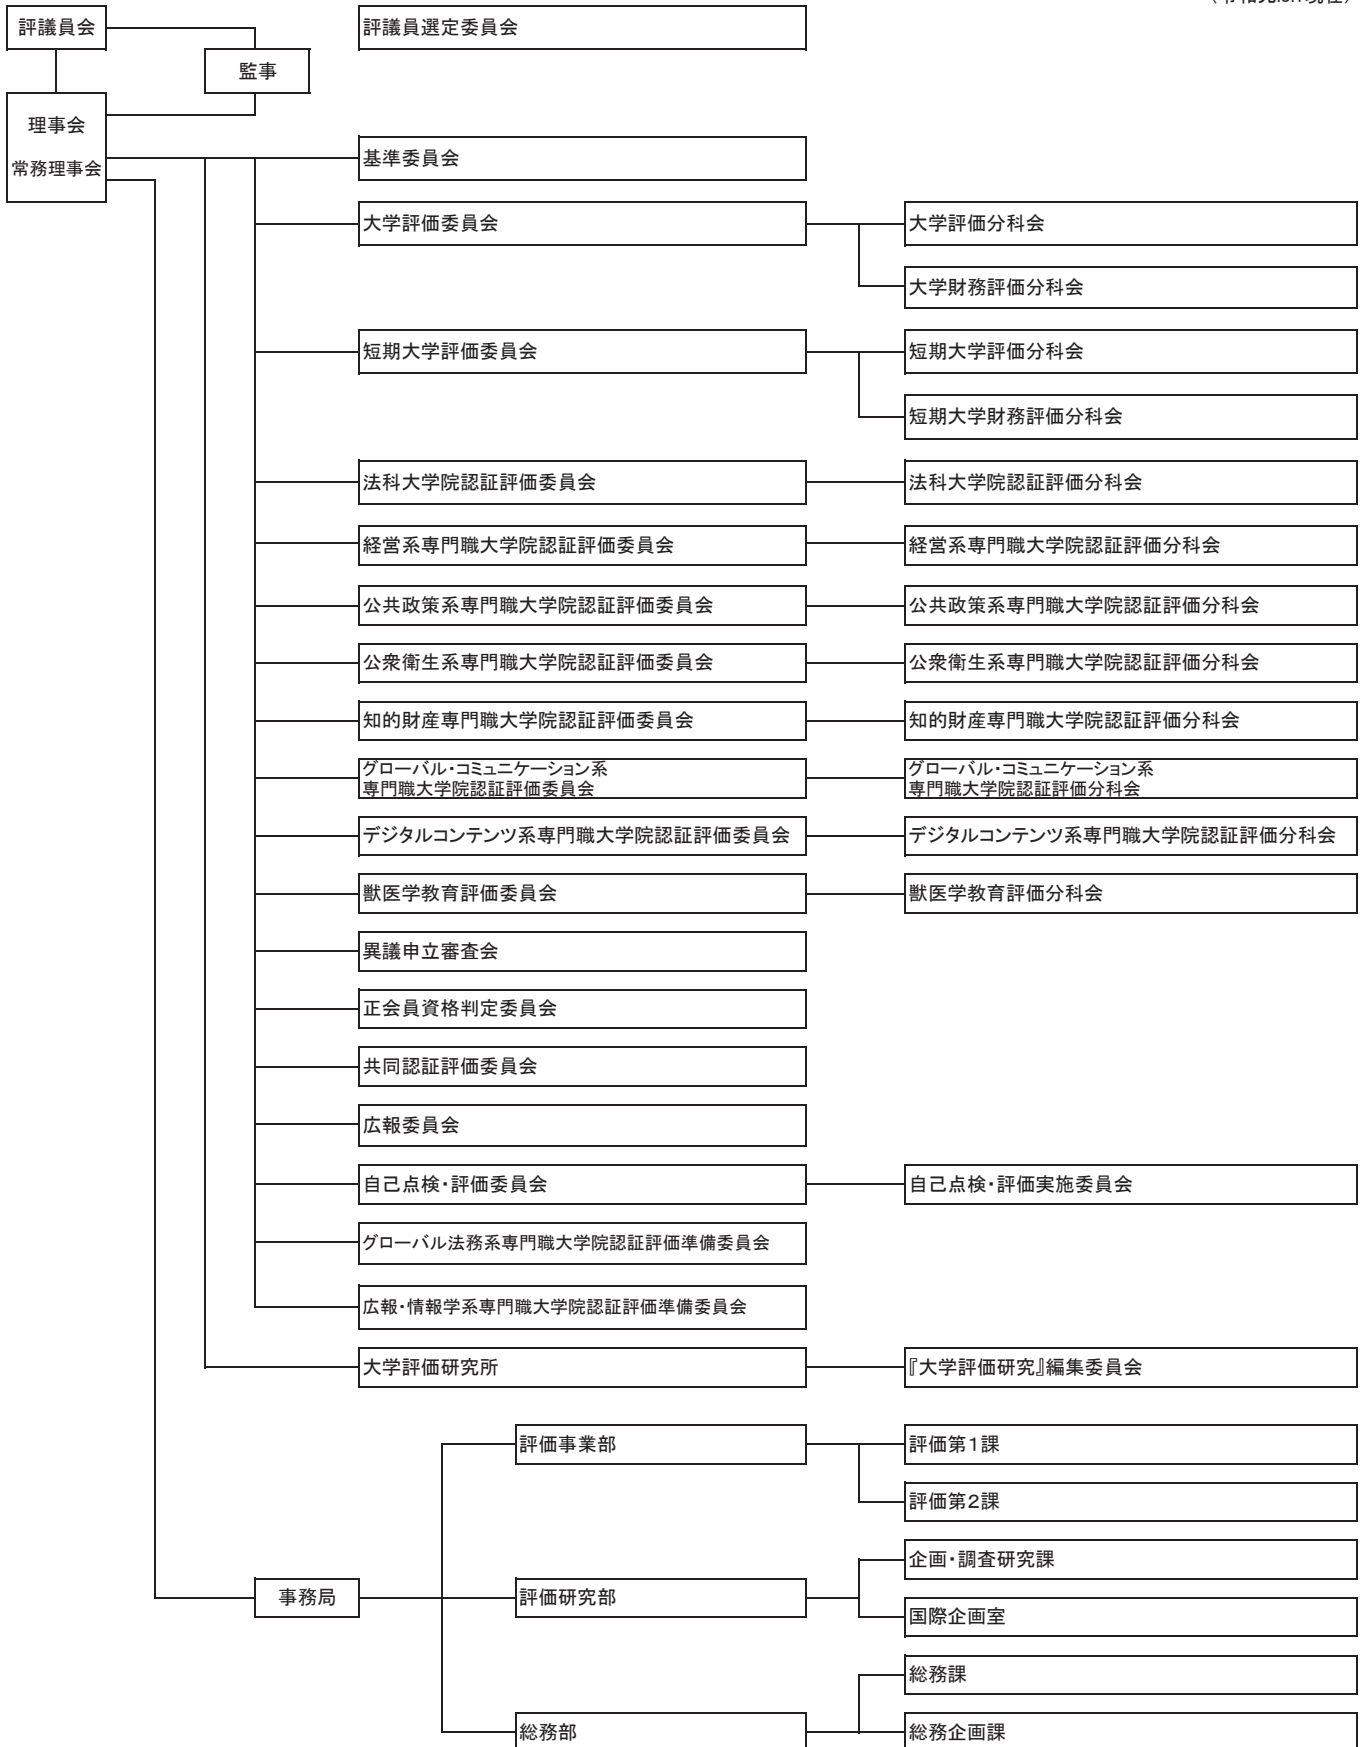 評議員会
評議員選定委員会
監事
理事会
常務理事会
基準委員会
大学評価委員会
大学評価分科会
大学財務評価分科会
短期大学評価委員会
短期大学評価分科会
短期大学財務評価分科会
法科大学院認証評価委員会
法科大学院認証評価分科会
経営系専門職大学院認証評価委員会
経営系専門職大学院認証評価分科会
公共政策系専門職大学院認証評価委員会
公共政策系専門職大学院認証評価分科会
公衆衛生系専門職大学院認証評価委員会
公衆衛生系専門職大学院認証評価分科会
知的財産専門職大学院認証評価委員会
知的財産専門職大学院認証評価分科会
グローバル・コミュニケーション系
専門職大学院認証評価委員会
グローバル・コミュニケーション系
専門職大学院認証評価分科会
デジタルコンテンツ系専門職大学院認証評価委員会
デジタルコンテンツ系専門職大学院認証評価分科会
獣医学教育評価委員会
獣医学教育評価分科会
異議申立審査会
正会員資格判定委員会
共同認証評価委員会
広報委員会
自己点検・評価委員会
自己点検・評価実施委員会
グローバル法務系専門職大学院認証評価準備委員会
広報・情報学系専門職大学院認証評価準備委員会
大学評価研究所
『大学評価研究』編集委員会
評価事業部
評価第1課
評価第2課
企画・調査研究課
事務局
評価研究部
国際企画室
総務課
総務部
総務企画課